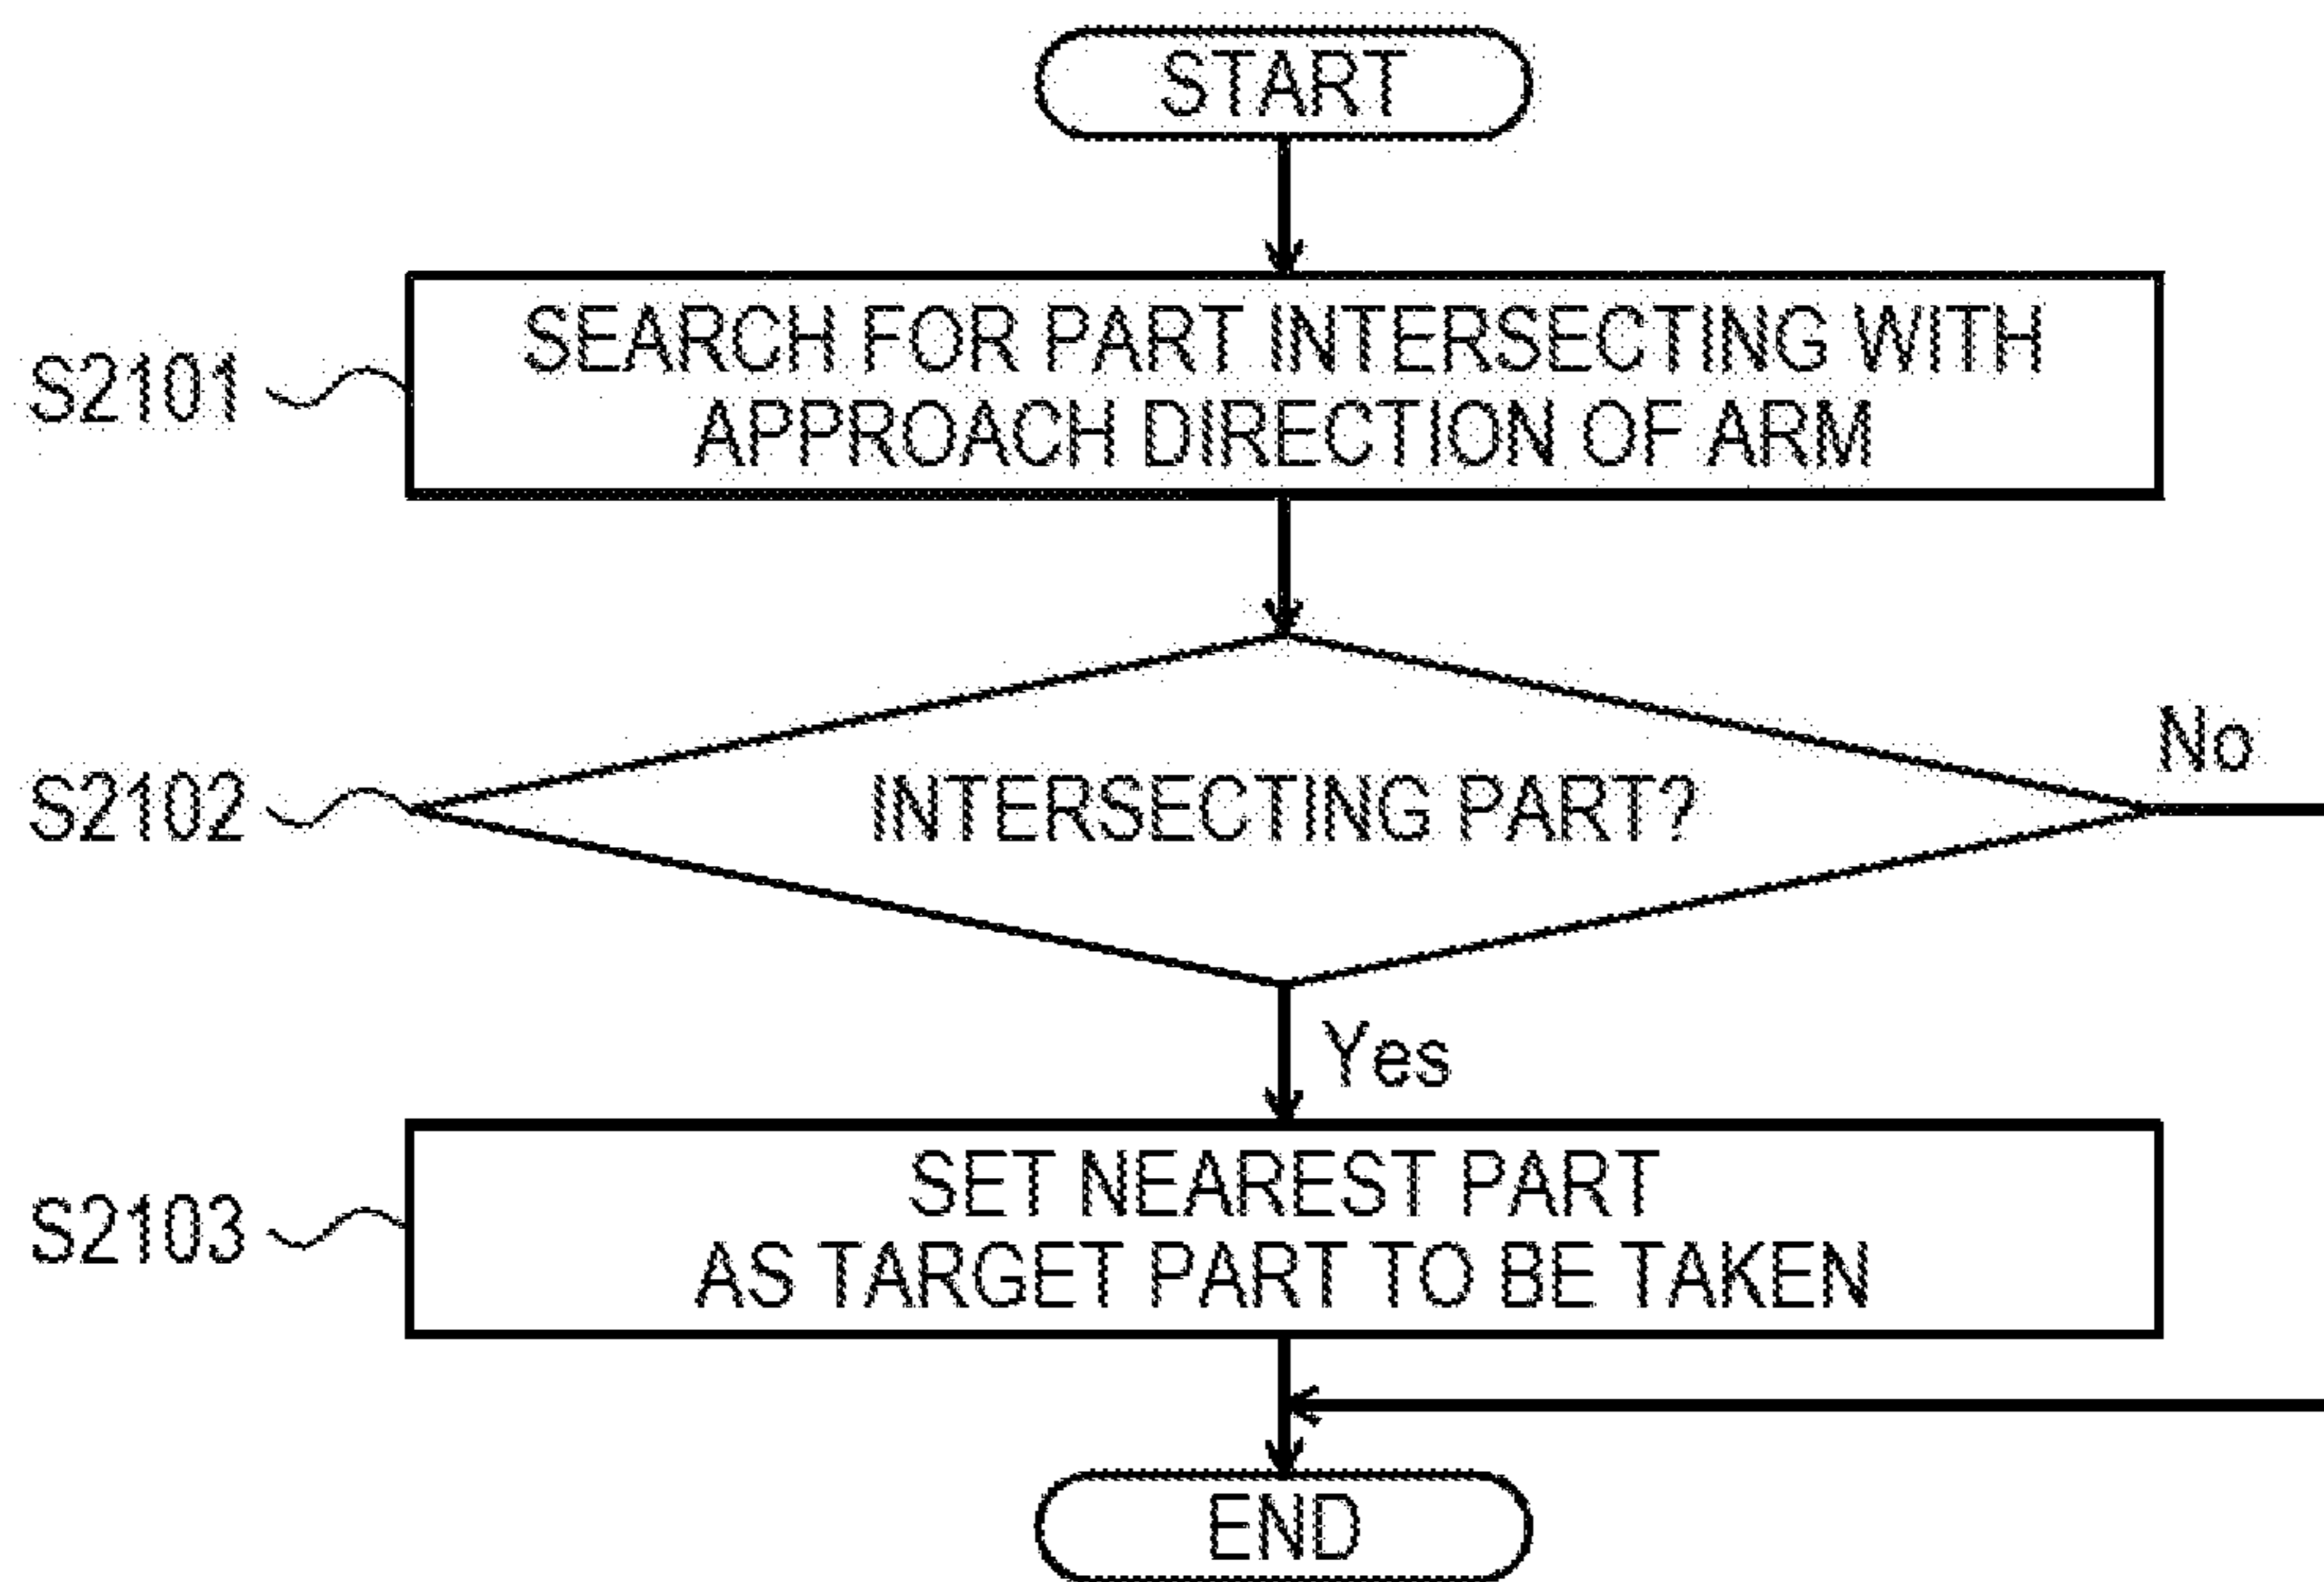 START
S2101
SEARCH FOR PART INTERSECTING WITH
APPROACH DIRECTION OF ARM
S2102
INTERSECTING PART?
No
Yes
S2103
SET NEAREST PART
AS TARGET PART TO BE TAKEN
END